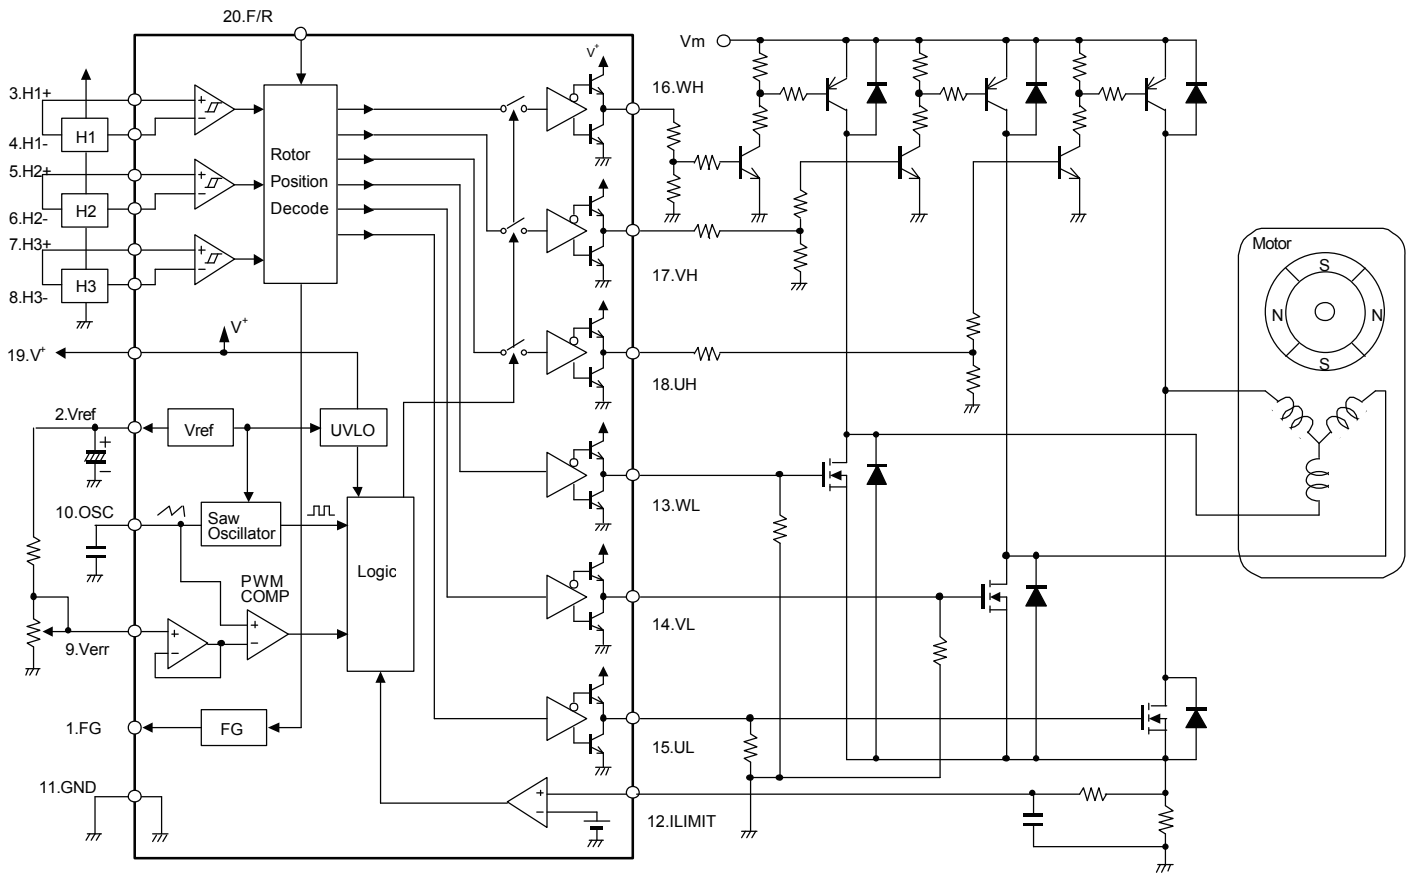 20.F/R
3.H1+
4.H1-
5.H2+
6.H2-
7.H3+
8.H3-
H1
H2
H3
+
−
+
−
+
−
Rotor
Position
Decode
V+
16.WH
17.VH
18.UH
13.WL
14.VL
15.UL
12.ILIMIT
Vm
Motor
S
N
N
S
19.V+
V+
2.Vref
Vref
UVLO
+
−
10.OSC
Saw
Oscillator
PWM
COMP
Logic
+
−
+
−
9.Verr
1.FG
FG
11.GND
+
−